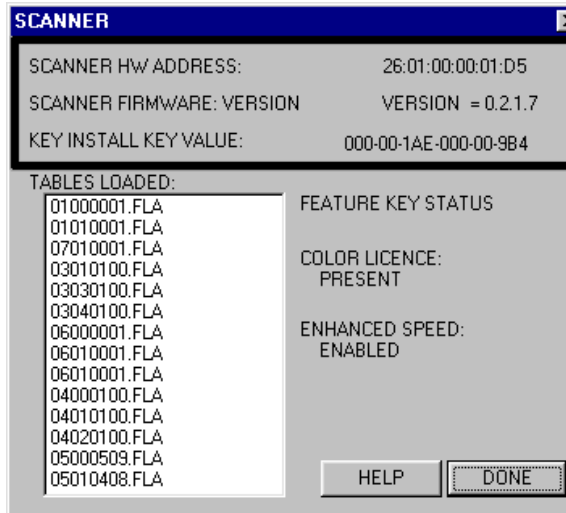 SCANNER
SCANNER HW ADDRESS: 26:01:00:00:01:D5
SCANNER FIRMWARE: VERSION VERSION = 0.2.1.7
KEY INSTALL KEY VALUE: 000-00-1AE-000-00-9B4
TABLES LOADED:
01000001.FLA
01010001.FLA
07010001.FLA
03010100.FLA
03030100.FLA
03040100.FLA
06000001.FLA
06010001.FLA
06010001.FLA
04000100.FLA
04010100.FLA
04020100.FLA
05000509.FLA
05010408.FLA
FEATURE KEY STATUS
COLOR LICENCE:
PRESENT
ENHANCED SPEED:
ENABLED
HELP DONE